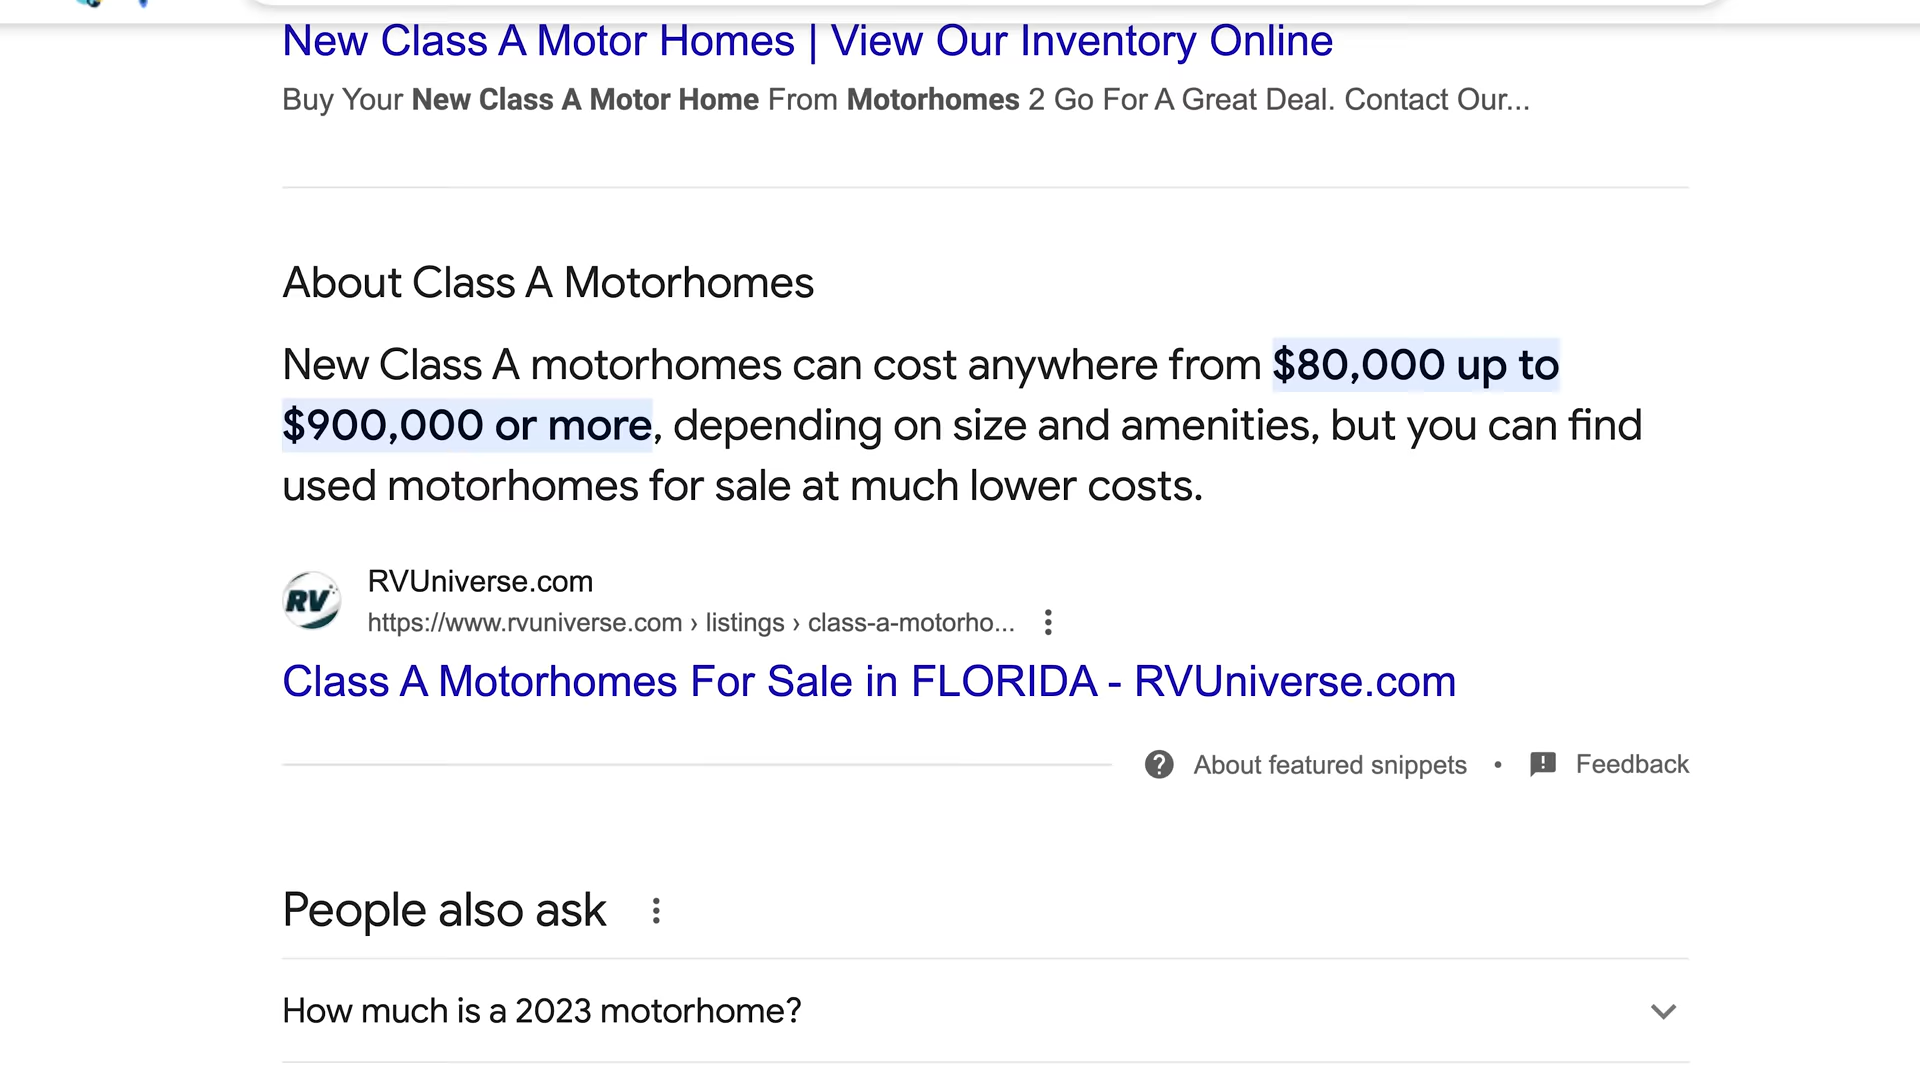 New Class A Motor Homes | View Our Inventory Online
Buy Your New Class A Motor Home From Motorhomes 2 Go For A Great Deal. Contact Our...
About Class A Motorhomes
New Class A motorhomes can cost anywhere from $80,000 up to
$900,000 or more, depending on size and amenities, but you can find
used motorhomes for sale at much lower costs.
RV
RVUniverse.com
https://www.rvuniverse.com › listings › class-a-motorho...
Class A Motorhomes For Sale in FLORIDA - RVUniverse.com
About featured snippets • Feedback
People also ask
How much is a 2023 motorhome?